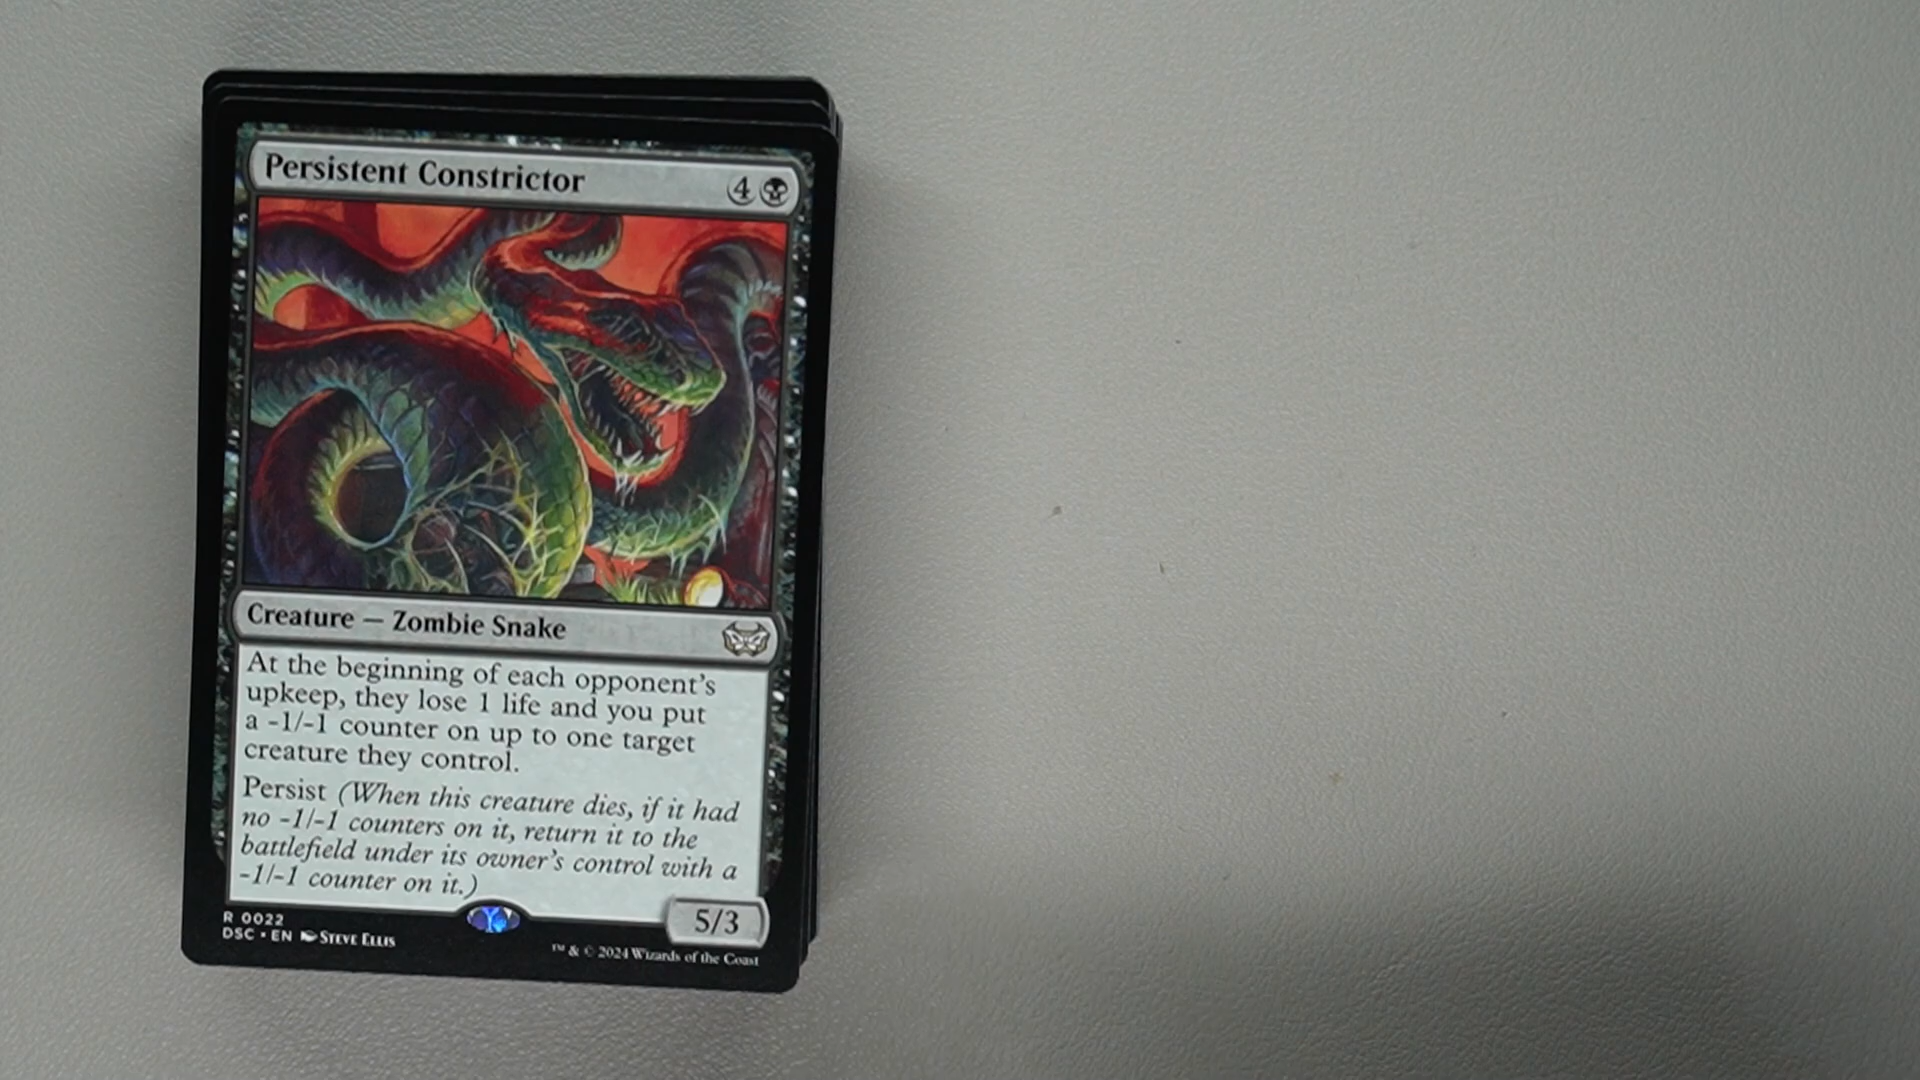 Persistent Constrictor
4
Creature — Zombie Snake
At the beginning of each opponent's
upkeep, they lose 1 life and you put
a -1/-1 counter on up to one target
creature they control.
Persist (When this creature dies, if it had
no -1/-1 counters on it, return it to the
battlefield under its owner's control with a
-1/-1 counter on it.)
5/3
R 0022
DSC • EN Steve Ellis
™ & © 2024 Wizards of the Coast